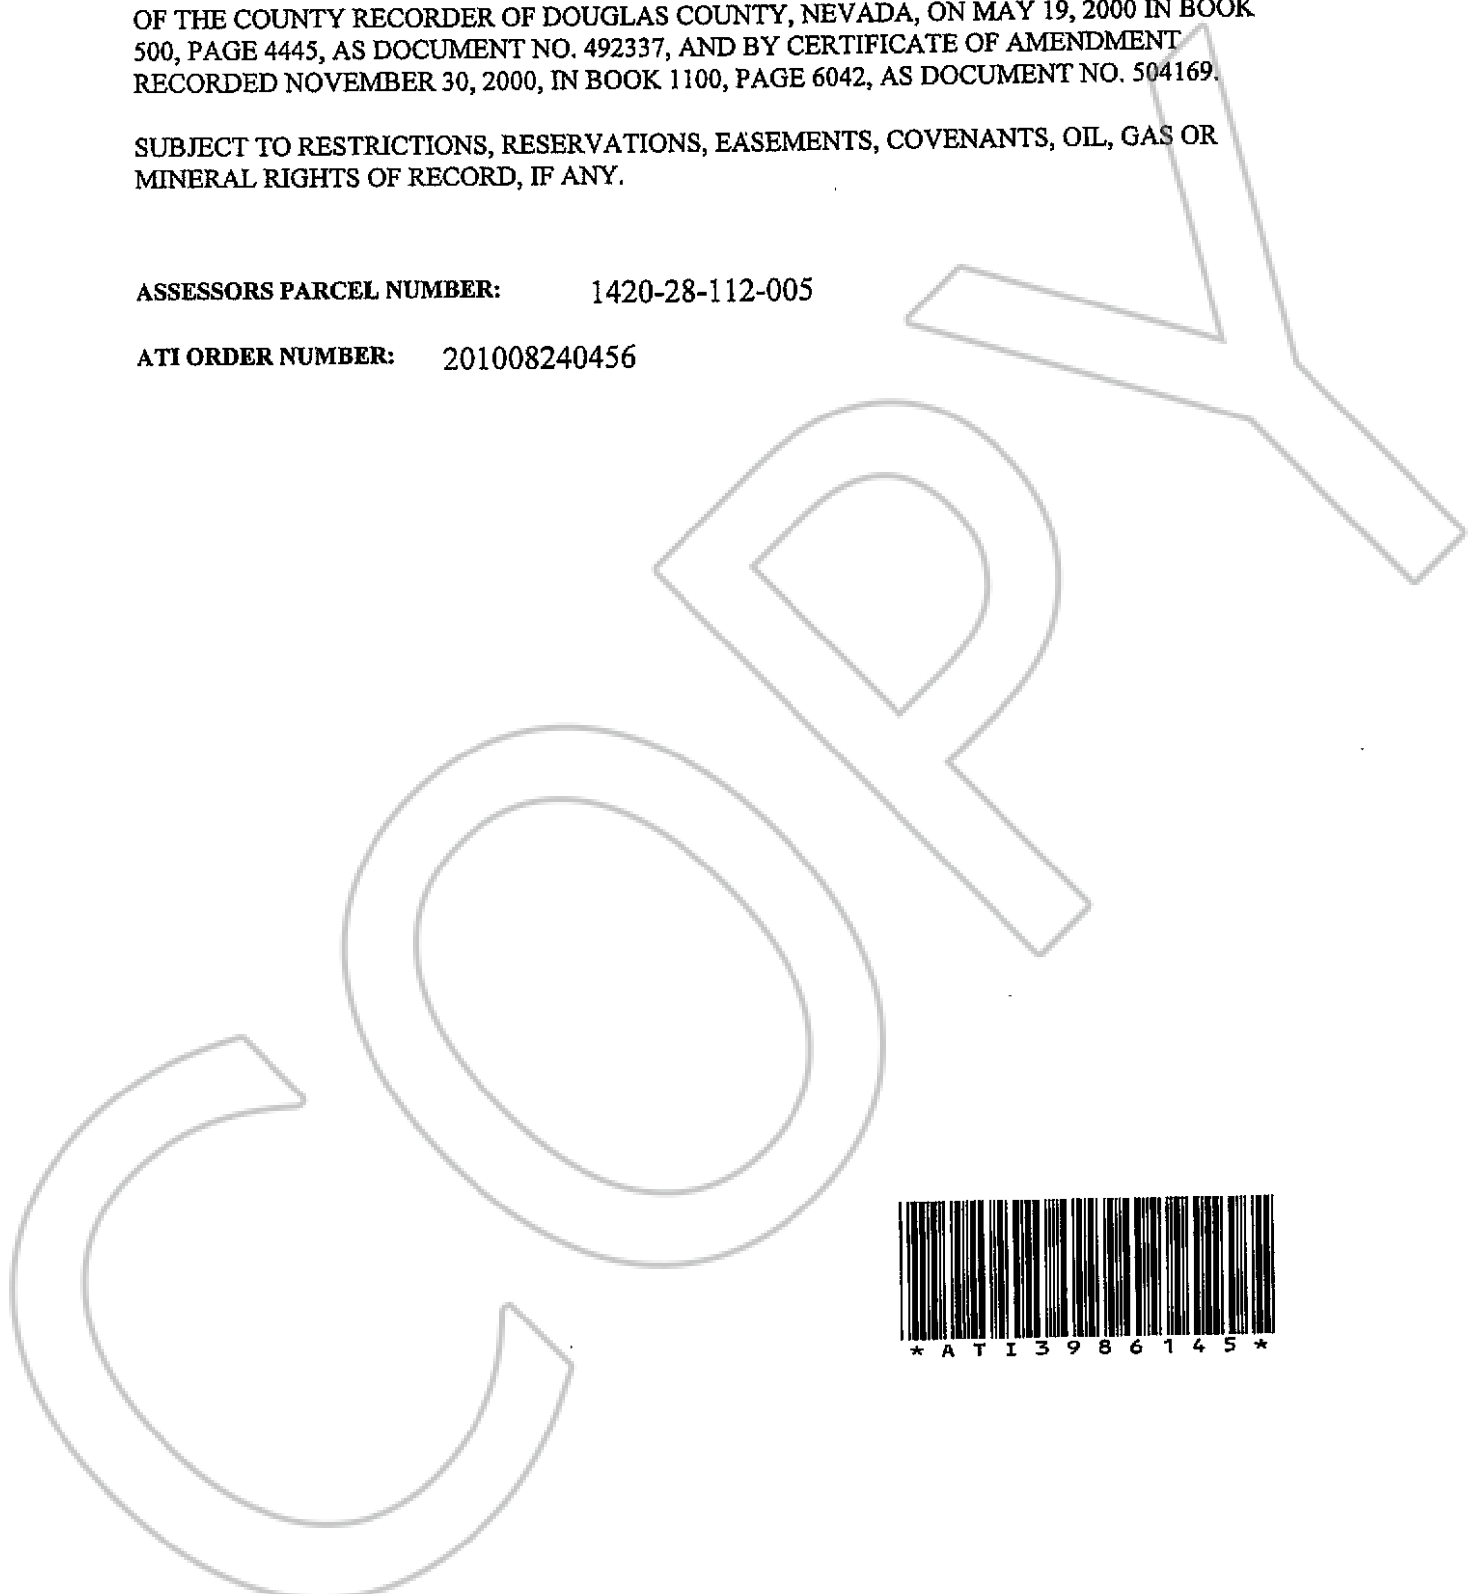 OF THE COUNTY RECORDER OF DOUGLAS COUNTY, NEVADA, ON MAY 19, 2000 IN BOOK
500, PAGE 4445, AS DOCUMENT NO. 492337, AND BY CERTIFICATE OF AMENDMENT
RECORDED NOVEMBER 30, 2000, IN BOOK 1100, PAGE 6042, AS DOCUMENT NO. 504169.
SUBJECT TO RESTRICTIONS, RESERVATIONS, EASEMENTS, COVENANTS, OIL, GAS OR
MINERAL RIGHTS OF RECORD, IF ANY.
ASSESSORS PARCEL NUMBER: 1420-28-112-005
ATI ORDER NUMBER: 201008240456
COPY
*ATI3986145*